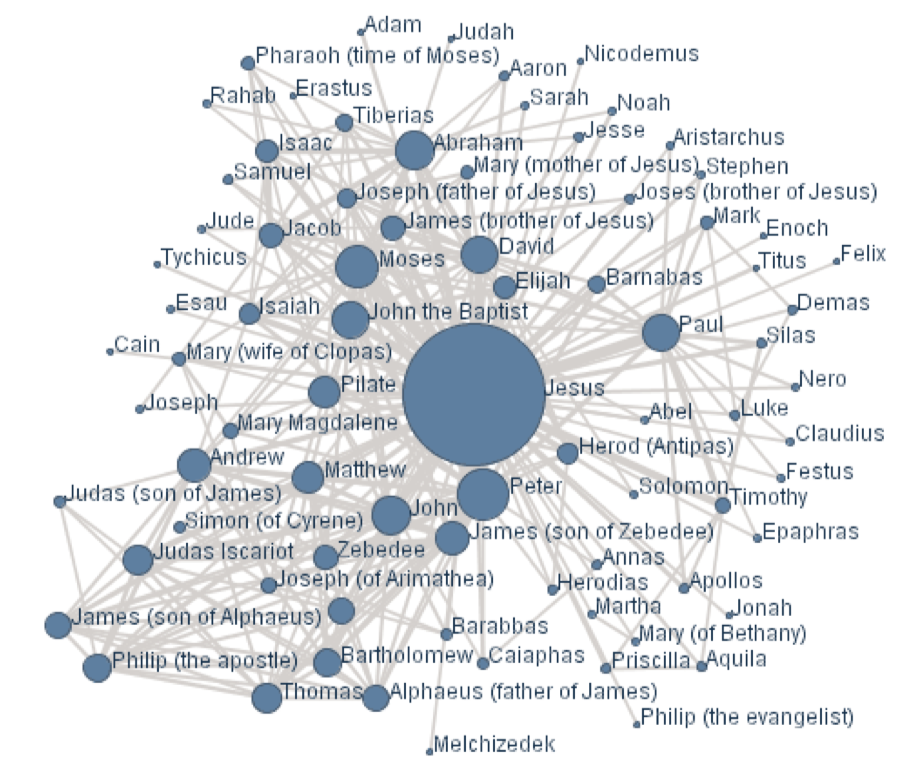 Adam
Judah
Pharaoh (time of Moses)
Nicodemus
Aaron
Erastus
Rahab
Sarah
Noah
Tiberias
Jesse
Aristarchus
Isaac
Abraham
Mary (mother of Jesus)
Stephen
Samuel
Joseph (father of Jesus)
Joses (brother of Jesus)
Mark
Jude
Jacob
James (brother of Jesus)
Enoch
David
Felix
Tychicus
Moses
Titus
Elijah
Barnabas
Esau
Isaiah
John the Baptist
Demas
Paul
Silas
Cain
Mary (wife of Clopas)
Pilate
Jesus
Nero
Joseph
Abel
Luke
Mary Magdalene
Claudius
Herod (Antipas)
Andrew
Matthew
Festus
Peter
Solomon
Judas (son of James)
Timothy
John
Simon (of Cyrene)
James (son of Zebedee)
Epaphras
Judas Iscariot
Zebedee
Annas
Joseph (of Arimathea)
Herodias
Apollos
Martha
Jonah
James (son of Alphaeus)
Barabbas
Mary (of Bethany)
Philip (the apostle)
Bartholomew
Caiaphas
Priscilla
Aquila
Thomas
Alphaeus (father of James)
Philip (the evangelist)
Melchizedek